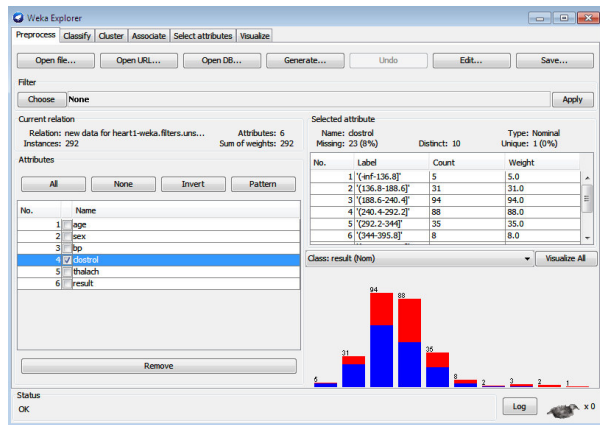 Weka Explorer
Preprocess Classify Cluster Associate Select attributes Visualize
Open file... Open URL... Open DB... Generate... Undo Edit... Save...
Filter
Choose None Apply
Current relation
Relation: new data for heart1-weka.filters.uns... Attributes: 6
Instances: 292 Sum of weights: 292
Attributes
All None Invert Pattern
No. Name
1 age
2 sex
3 bp
4 clostrol
5 thalach
6 result
Remove
Selected attribute
Name: clostrol Type: Nominal
Missing: 23 (8%) Distinct: 10 Unique: 1 (0%)
No. Label Count Weight
1 '(-inf-136.8]' 5 5.0
2 '(136.8-188.6]' 31 31.0
3 '(188.6-240.4]' 94 94.0
4 '(240.4-292.2]' 88 88.0
5 '(292.2-344]' 35 35.0
6 '(344-395.8]' 8 8.0
Class: result (Nom) Visualize All
5 31 94 88 35 8 2 3 2 1
Status
OK
Log x 0